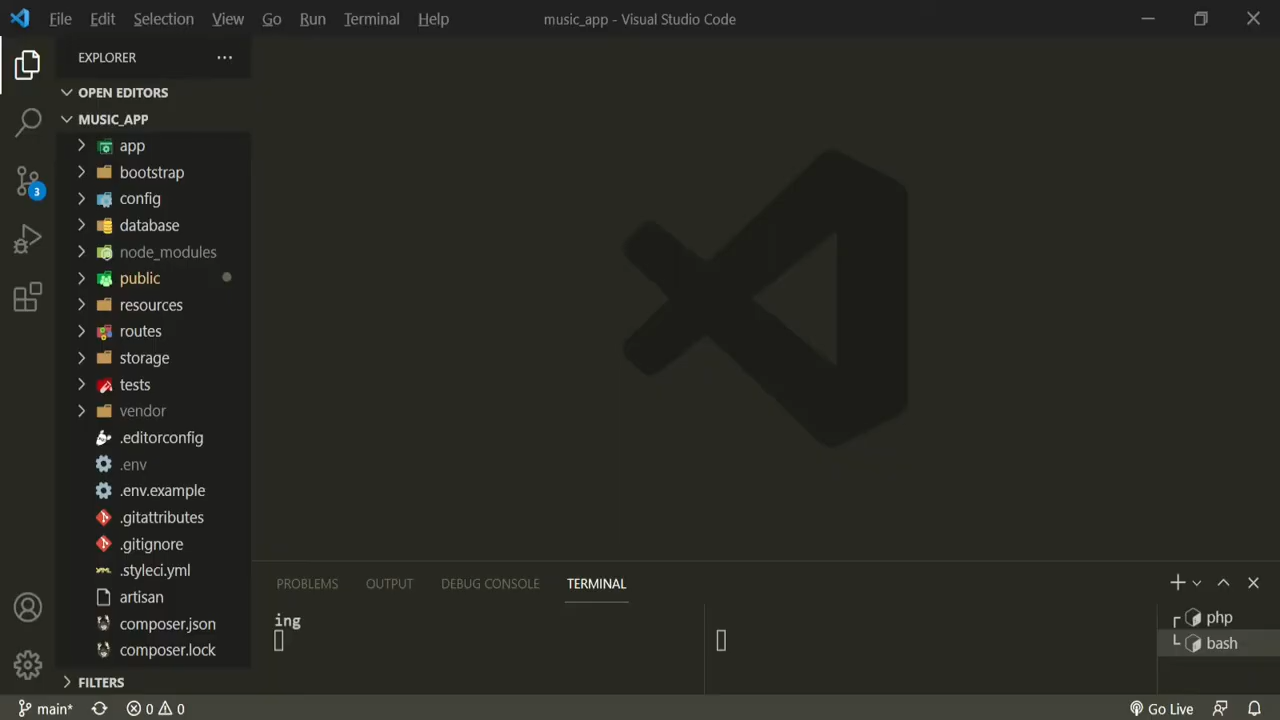 File Edit Selection View Go Run Terminal Help music_app - Visual Studio Code
EXPLORER
OPEN EDITORS
MUSIC_APP
app
bootstrap
config
3
database
node_modules
public
resources
routes
storage
tests
vendor
.editorconfig
.env
.env.example
.gitattributes
.gitignore
.styleci.yml
artisan
composer.json
composer.lock
FILTERS
PROBLEMS OUTPUT DEBUG CONSOLE TERMINAL
ing
php
bash
main* 0 0 Go Live